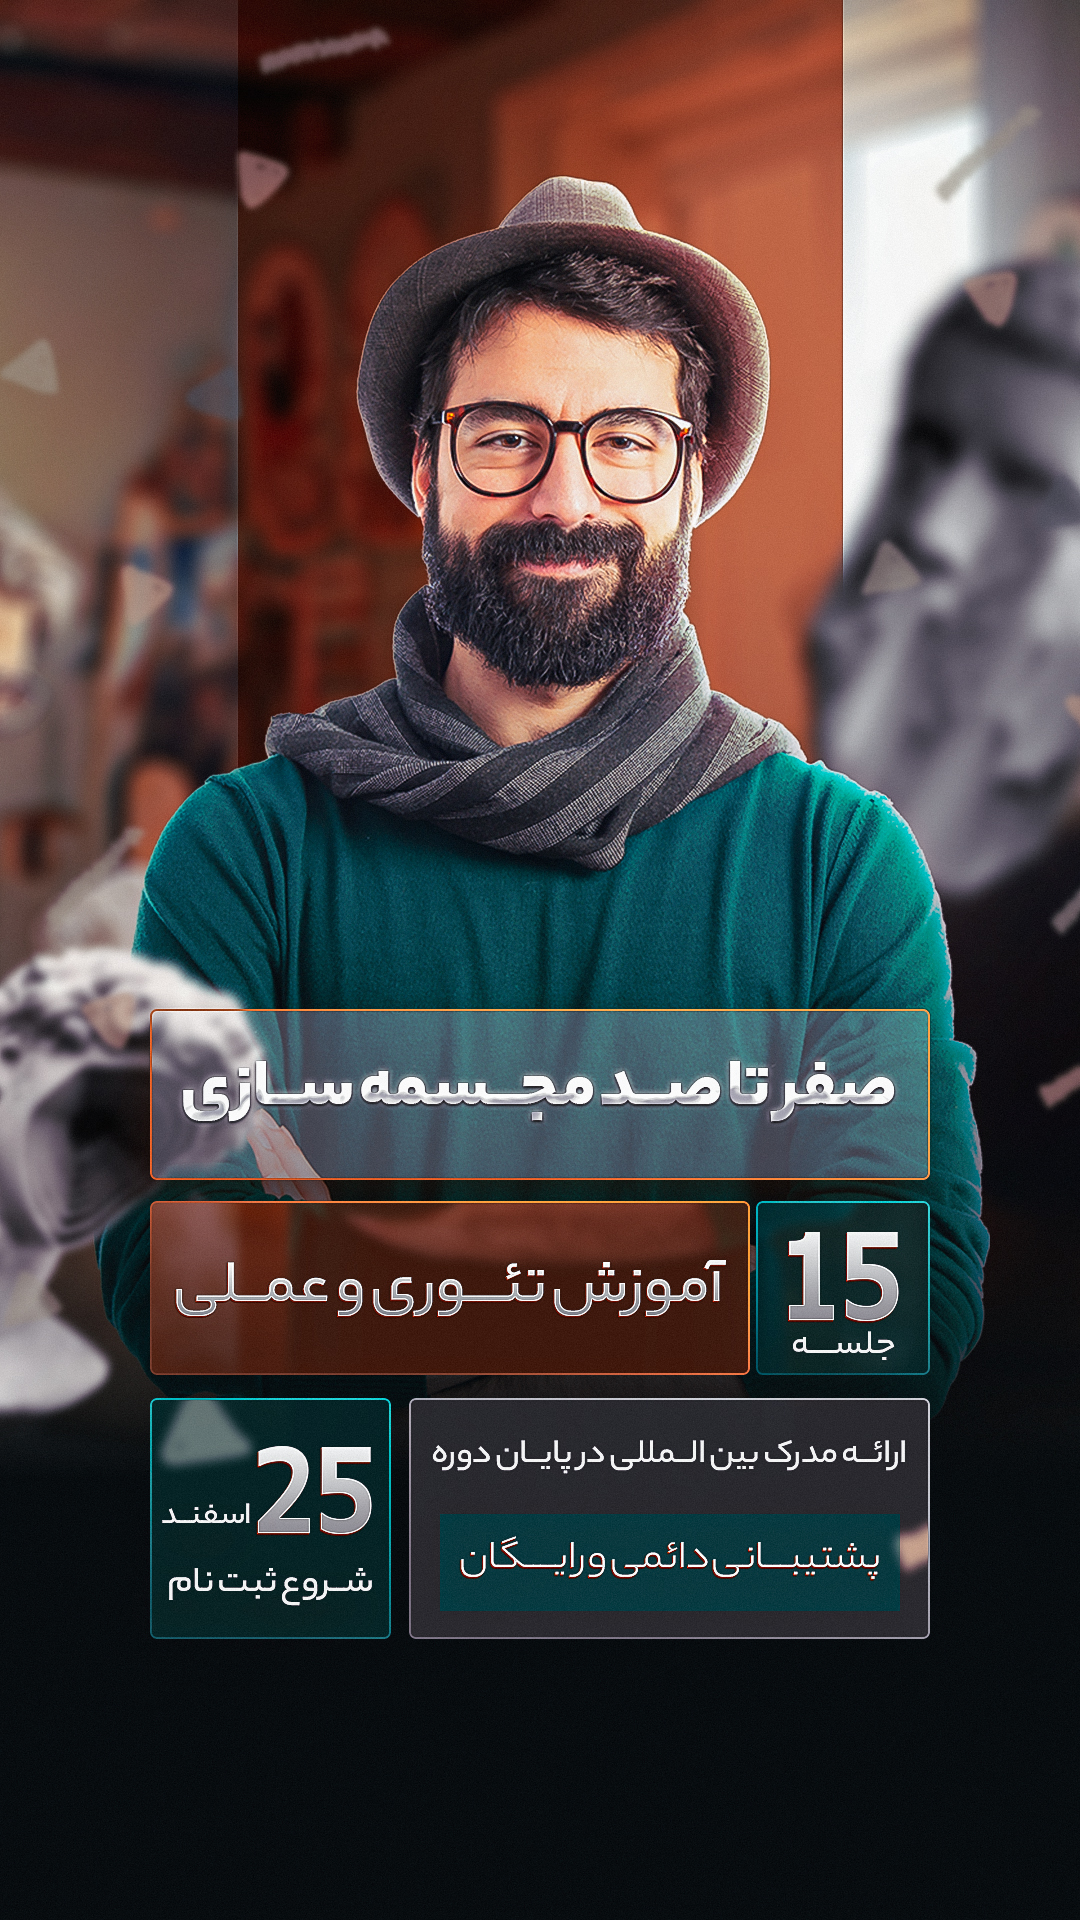 صفر تا صد مجسمه سازی
15
جلسه
آموزش تئوری و عملی
ارائه مدرک بین المللی در پایان دوره
پشتیبانی دائمی و رایگان
25 اسفند
شروع ثبت نام